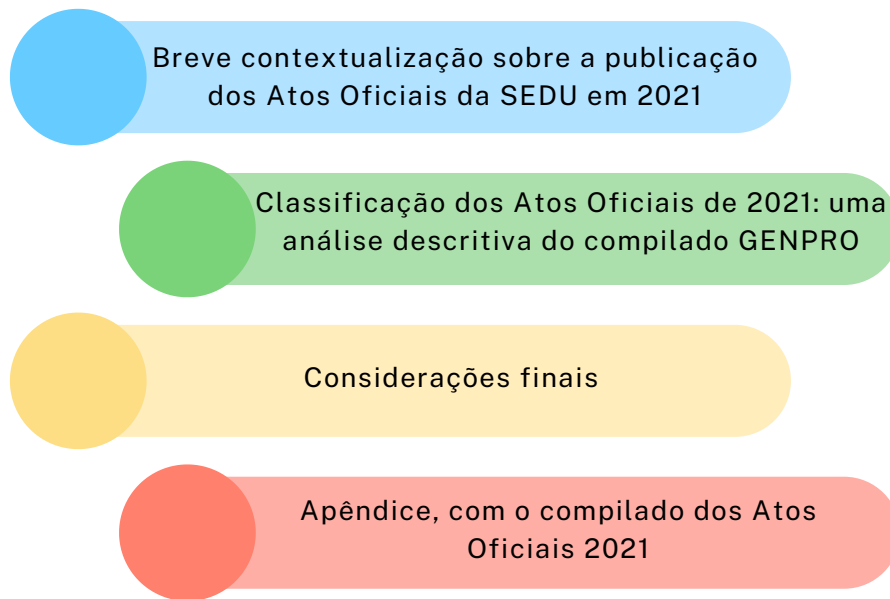 Breve contextualização sobre a publicação
dos Atos Oficiais da SEDU em 2021
Classificação dos Atos Oficiais de 2021: uma
análise descritiva do compilado GENPRO
Considerações finais
Apêndice, com o compilado dos Atos
Oficiais 2021